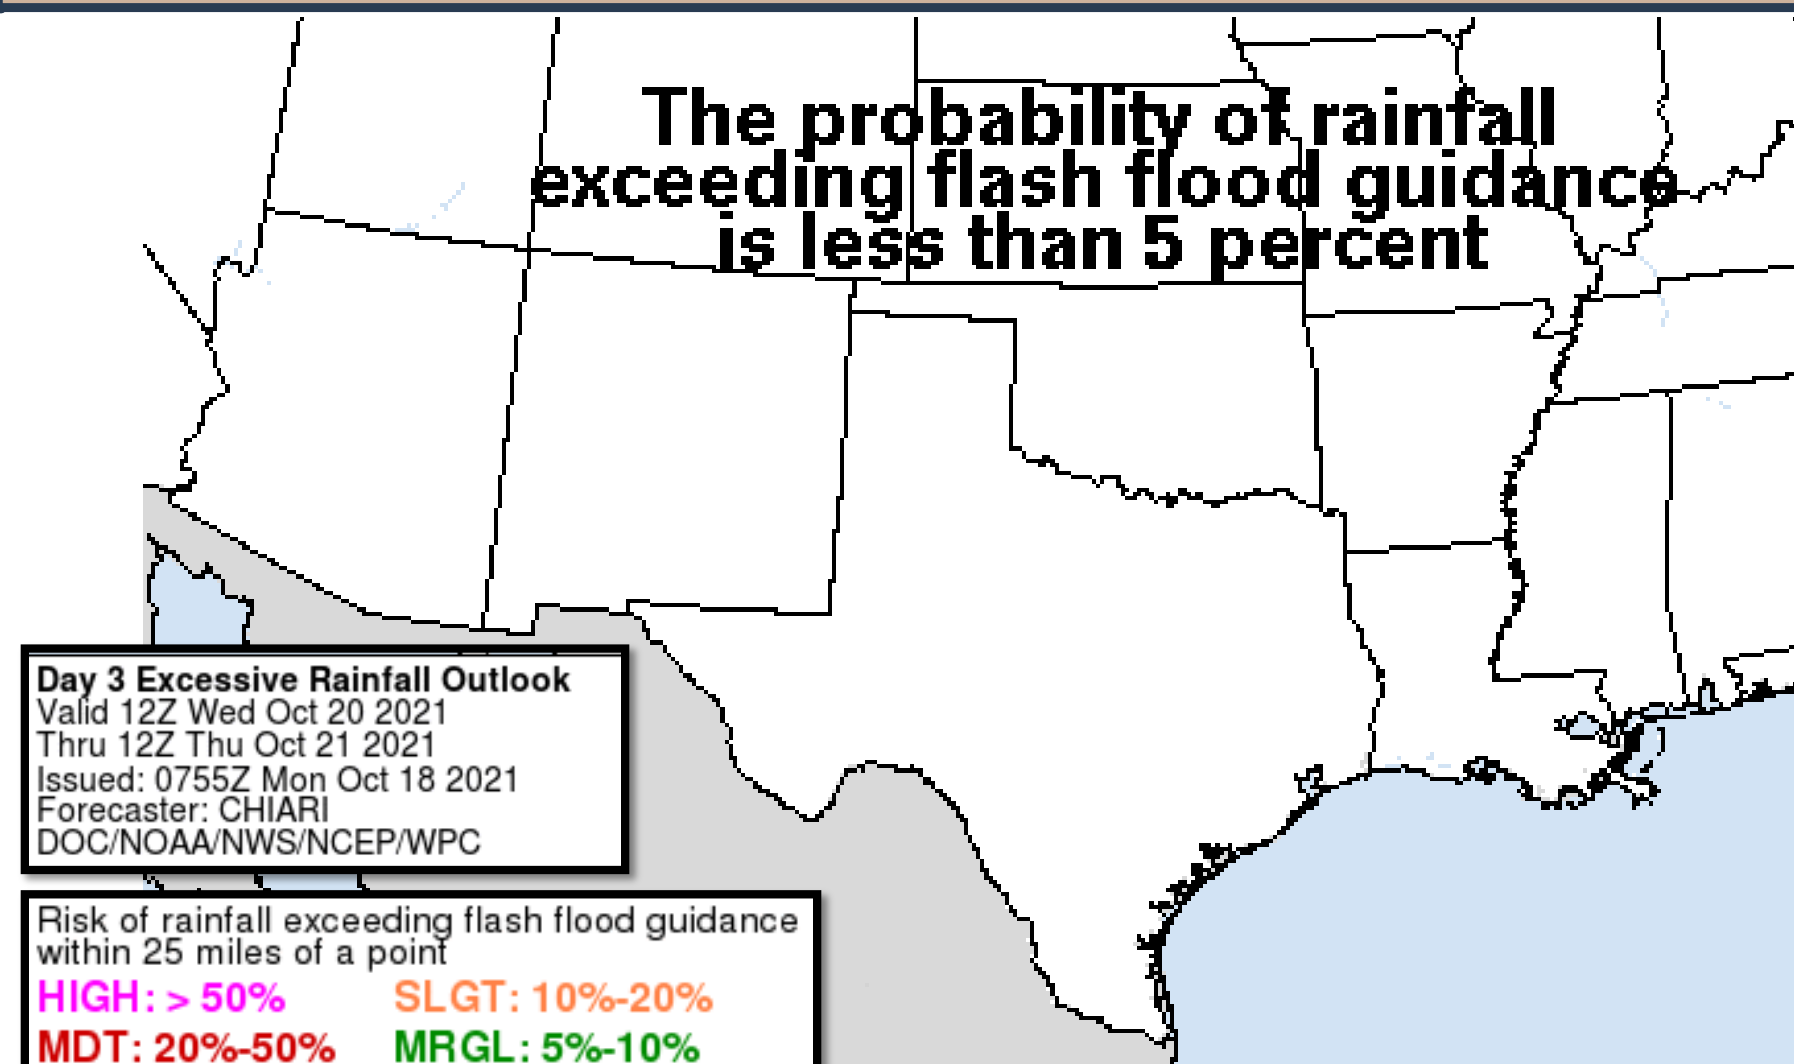 The probability of rainfall
exceeding flash flood guidance
is less than 5 percent
Day 3 Excessive Rainfall Outlook
Valid 12Z Wed Oct 20 2021
Thru 12Z Thu Oct 21 2021
Issued: 0755Z Mon Oct 18 2021
Forecaster: CHIARI
DOC/NOAA/NWS/NCEP/WPC
Risk of rainfall exceeding flash flood guidance
within 25 miles of a point
HIGH: > 50% SLGT: 10%-20%
MDT: 20%-50% MRGL: 5%-10%